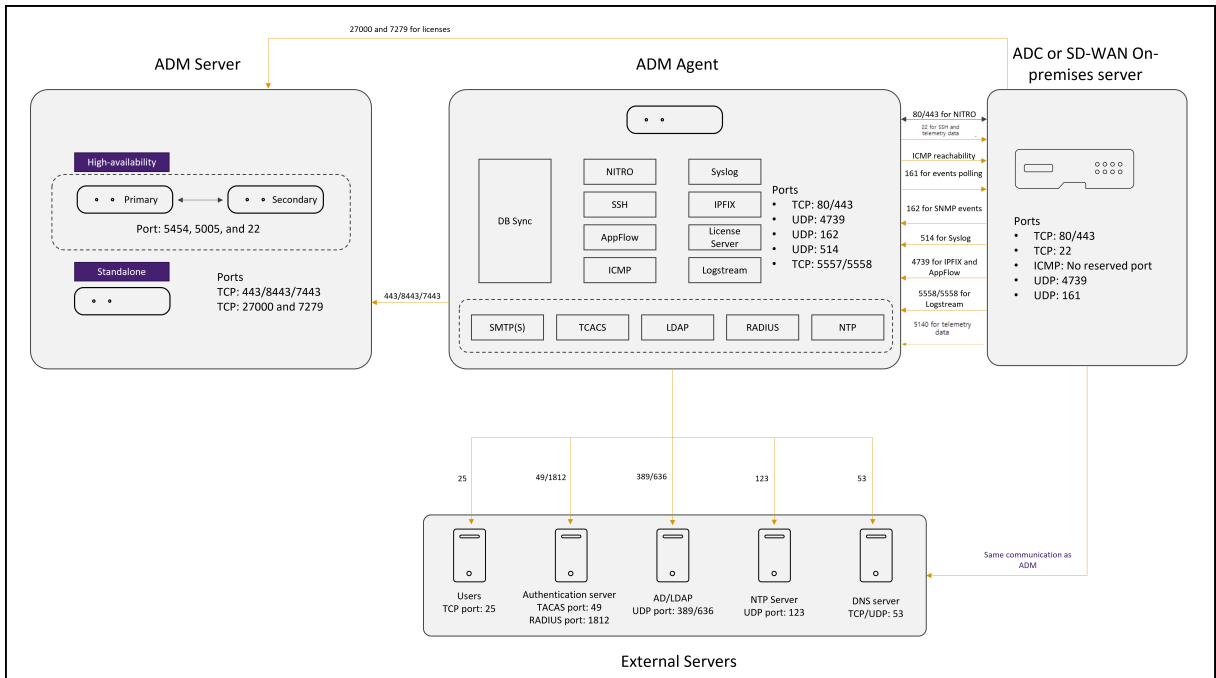 27000 and 7279 for licenses
ADM Server
ADM Agent
ADC or SD-WAN On-
premises server
High-availability
Primary
Secondary
Port: 5454, 5005, and 22
Standalone
Ports
TCP: 443/8443/7443
TCP: 27000 and 7279
443/8443/7443
DB Sync
NITRO
Syslog
SSH
IPFIX
AppFlow
License
Server
ICMP
Logstream
Ports
• TCP: 80/443
• UDP: 4739
• UDP: 162
• UDP: 514
• TCP: 5557/5558
SMTP(S)
TCACS
LDAP
RADIUS
NTP
80/443 for NITRO
22 for SSH and
telemetry data
ICMP reachability
161 for events polling
162 for SNMP events
514 for Syslog
4739 for IPFIX and
AppFlow
5558/5558 for
Logstream
5140 for telemetry
data
Ports
• TCP: 80/443
• TCP: 22
• ICMP: No reserved port
• UDP: 4739
• UDP: 161
25
49/1812
389/636
123
53
Same communication as
ADM
Users
TCP port: 25
Authentication server
TACAS port: 49
RADIUS port: 1812
AD/LDAP
UDP port: 389/636
NTP Server
UDP port: 123
DNS server
TCP/UDP: 53
External Servers